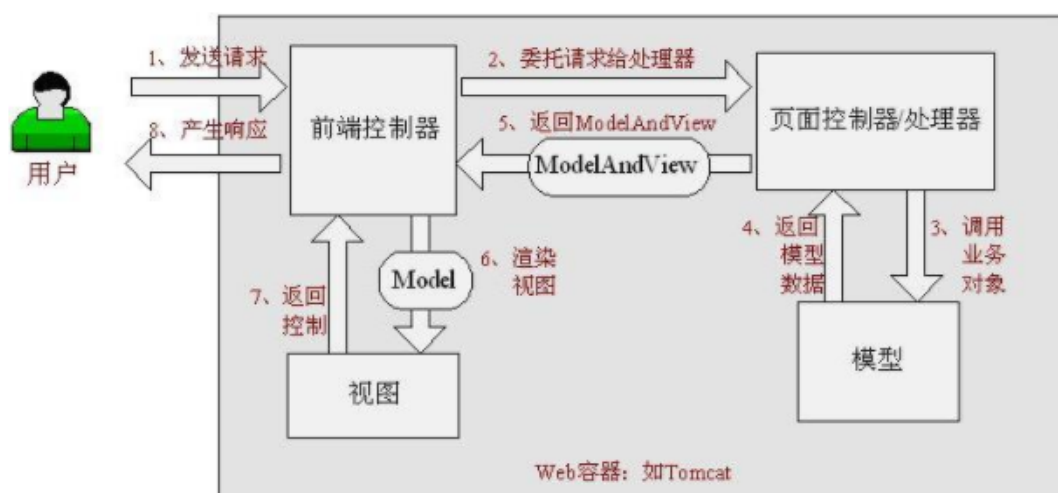 1、发送请求
2、委托请求给处理器
前端控制器
页面控制器/处理器
5、返回ModelAndView
ModelAndView
8、产生响应
用户
4、返回
模型
数据
3、调用
业务
对象
6、渲染
视图
Model
7、返回
控制
视图
模型
Web容器：如Tomcat